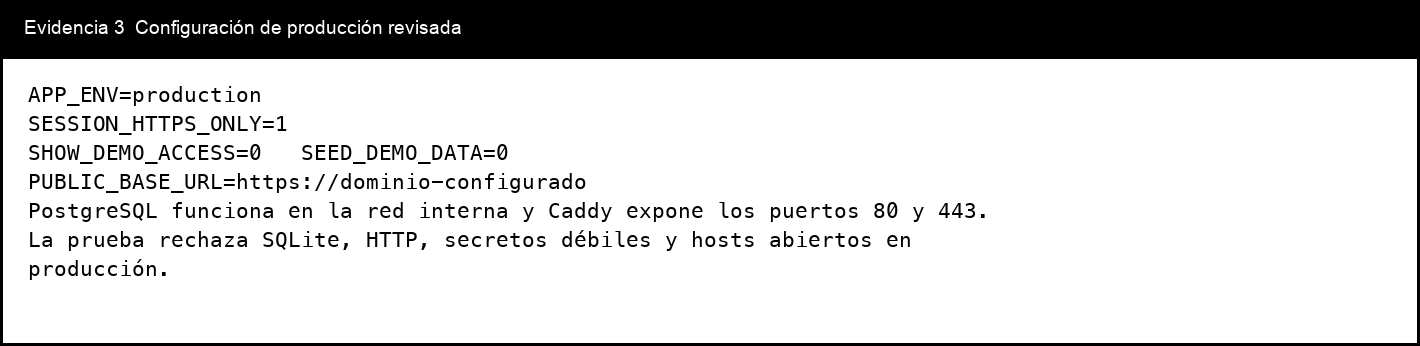 Evidencia 3  Configuración de producción revisada
APP_ENV=production
SESSION_HTTPS_ONLY=1
SHOW_DEMO_ACCESS=0   SEED_DEMO_DATA=0
PUBLIC_BASE_URL=https://dominio-configurado
PostgreSQL funciona en la red interna y Caddy expone los puertos 80 y 443.
La prueba rechaza SQLite, HTTP, secretos débiles y hosts abiertos en
producción.